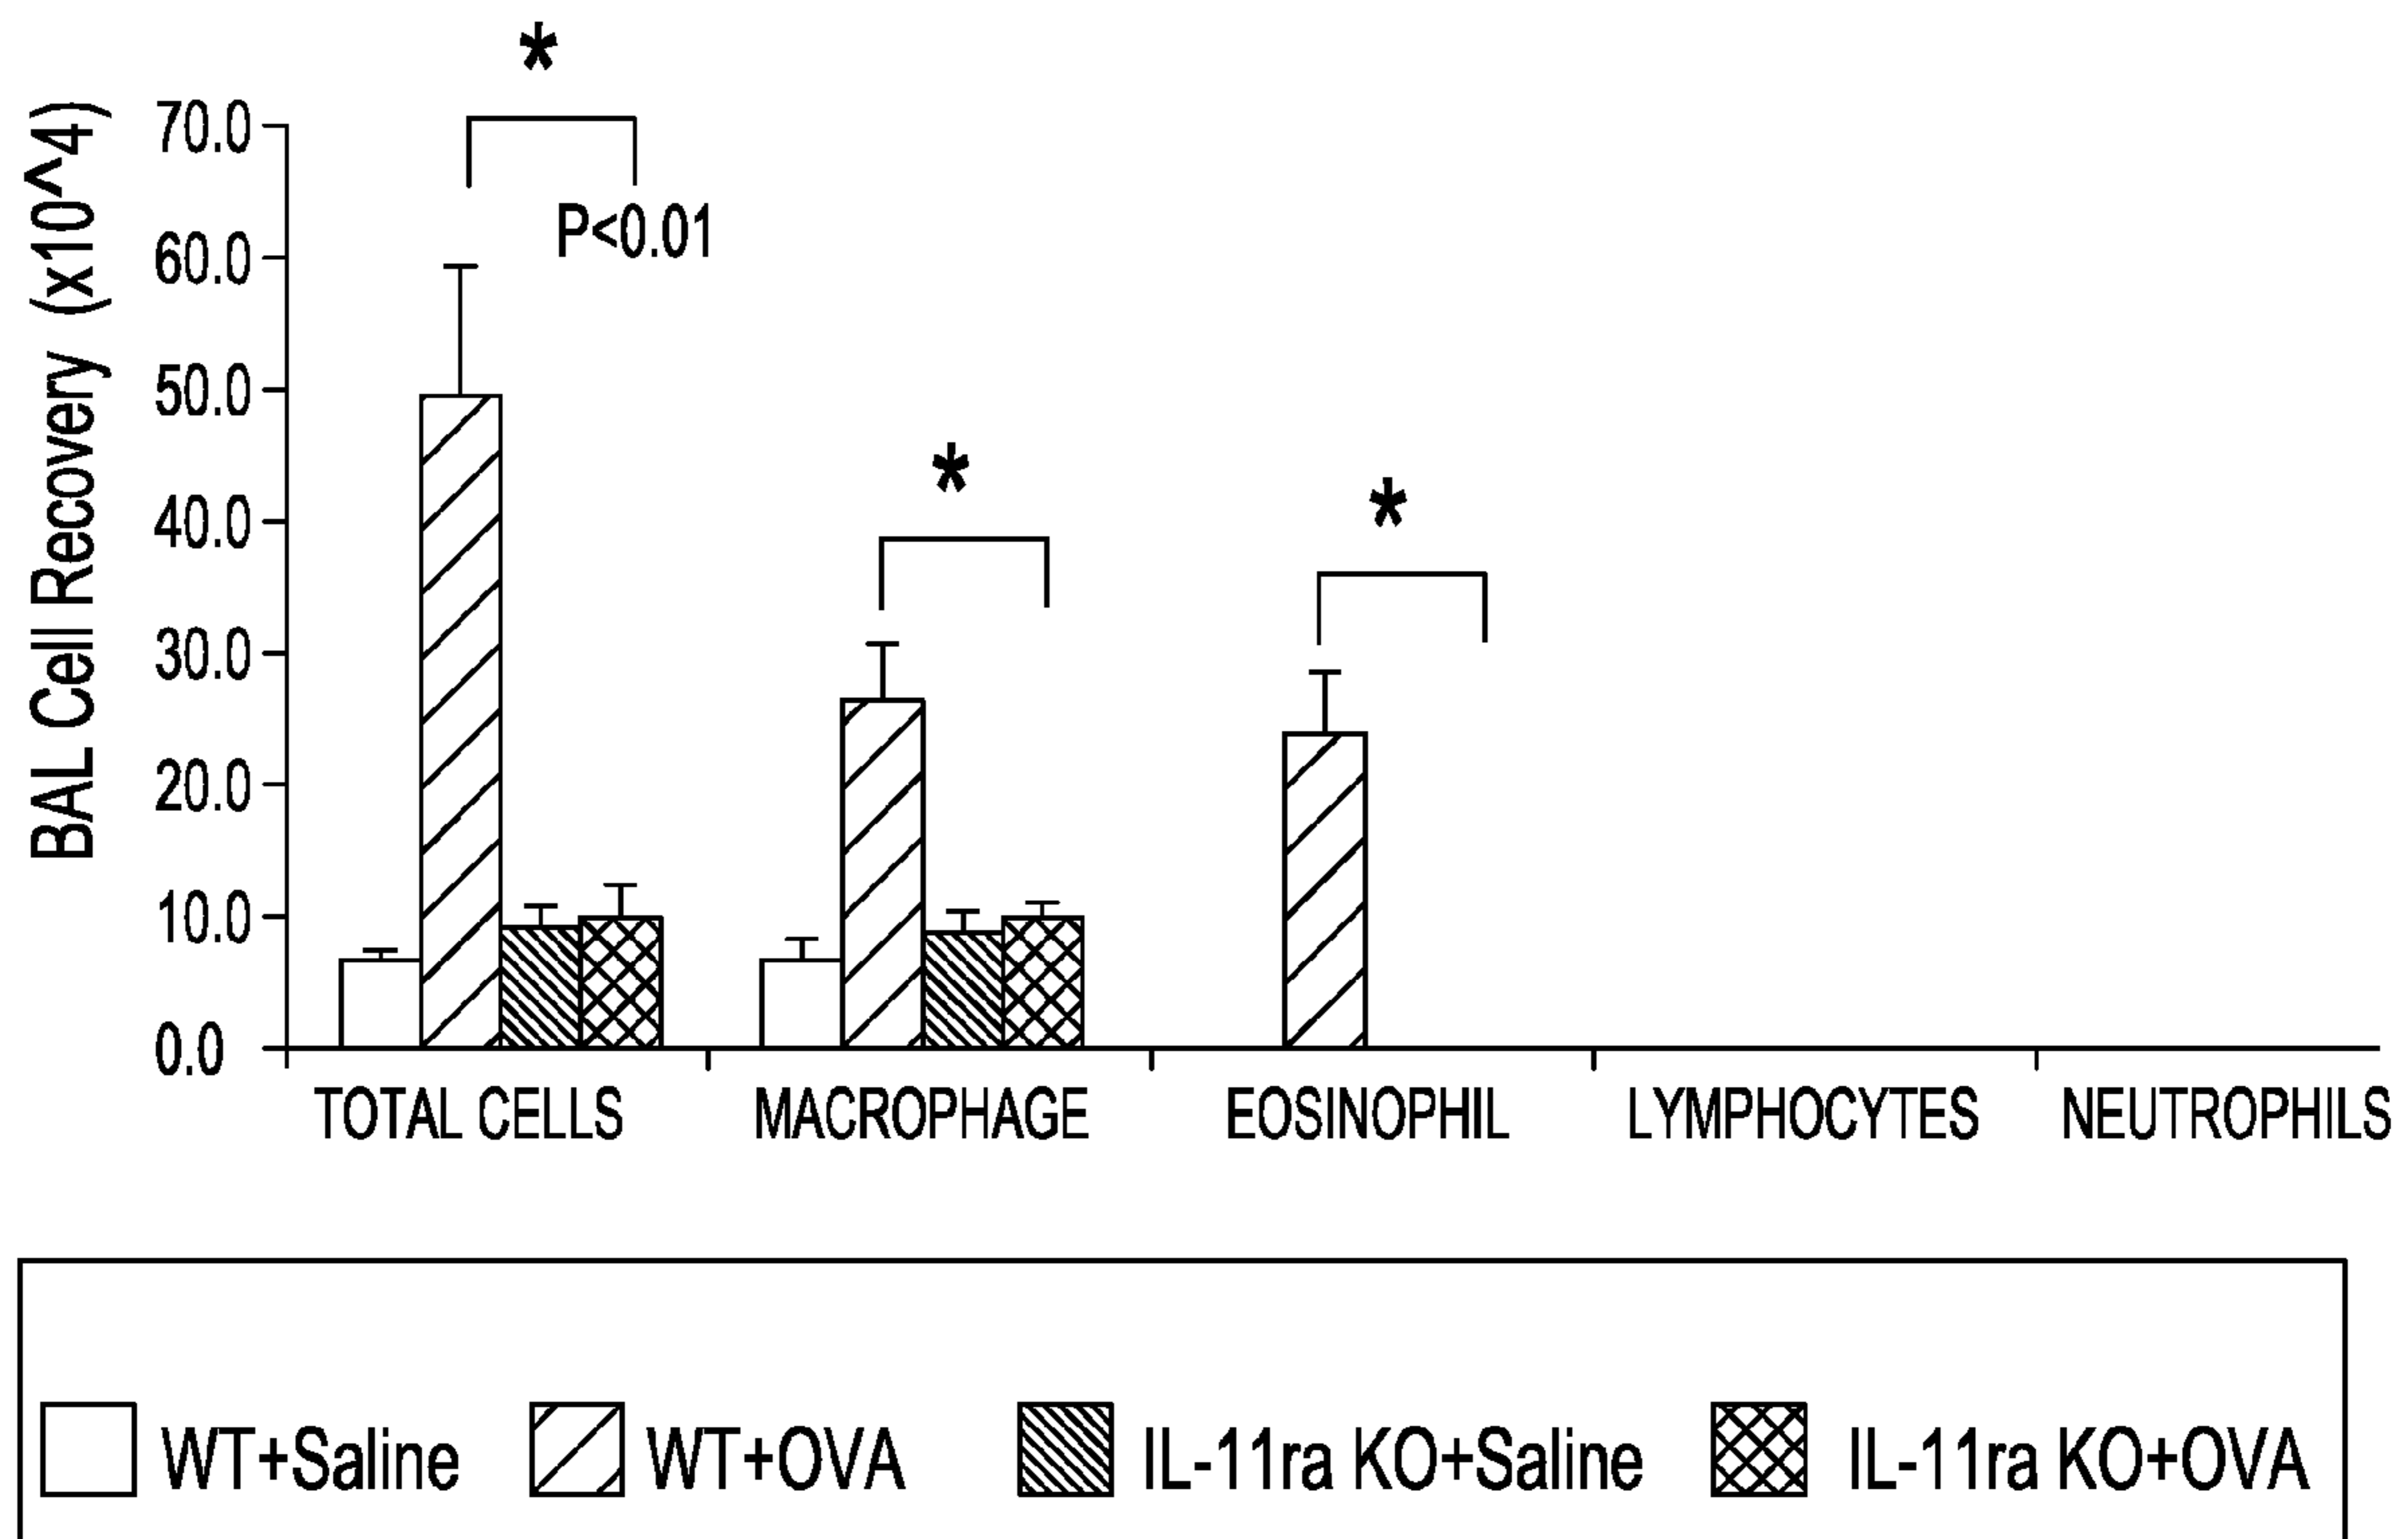 *
BAL Cell Recovery (x10^4)
70.0
P<0.01
60.0
50.0
*
*
40.0
30.0
20.0
10.0
0.0
TOTAL CELLS MACROPHAGE EOSINOPHIL LYMPHOCYTES NEUTROPHILS
WT+Saline WT+OVA IL-11ra KO+Saline IL-11ra KO+OVA